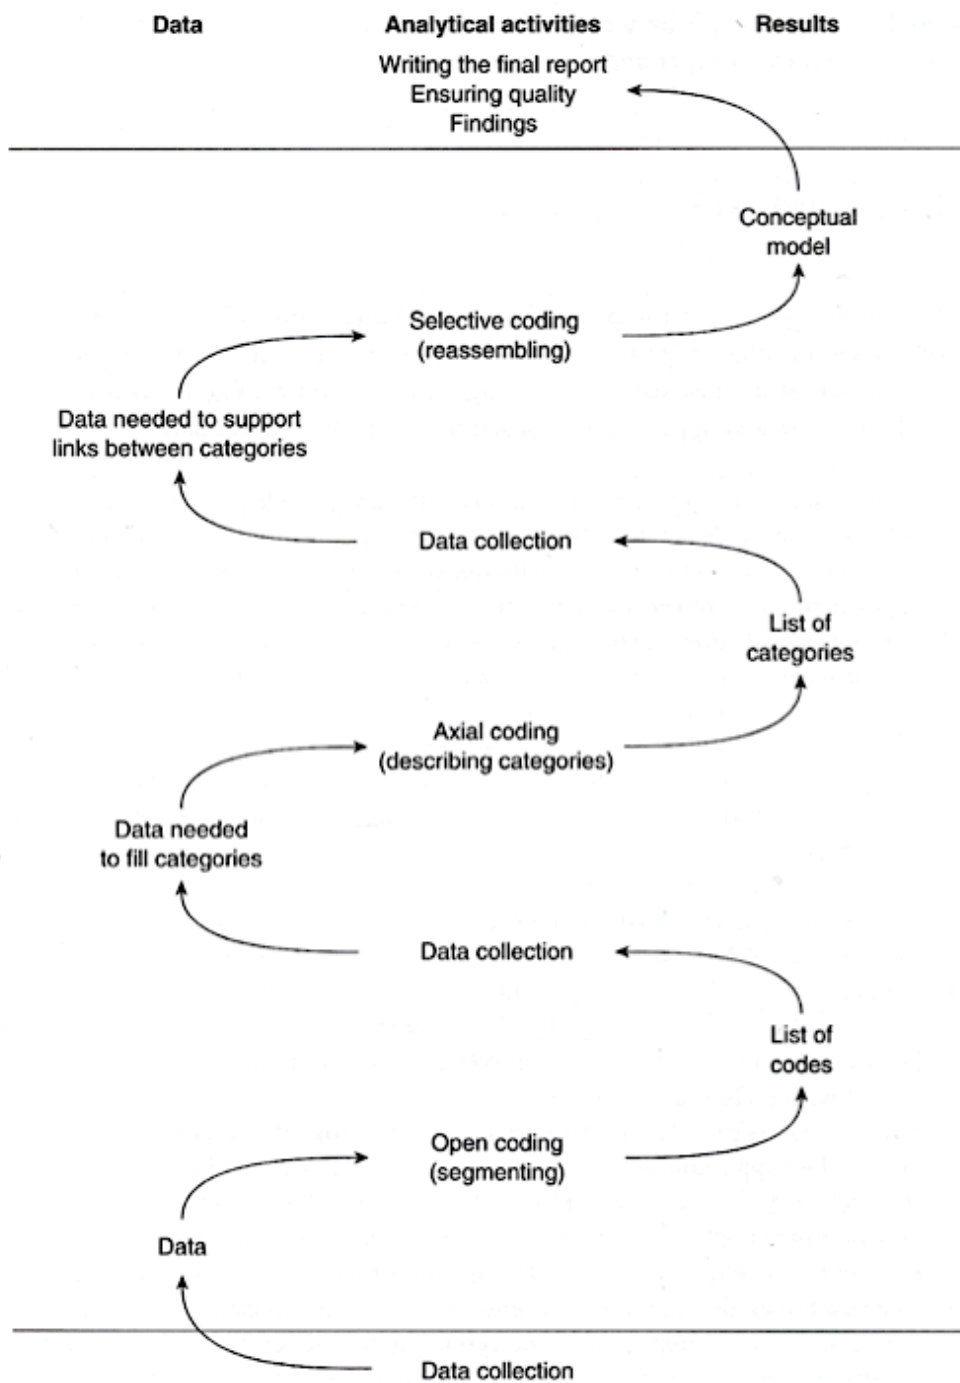 Data
Analytical activities
Results
Writing the final report
Ensuring quality
Findings
Conceptual
model
Selective coding
(reassembling)
Data needed to support
links between categories
Data collection
List of
categories
Axial coding
(describing categories)
Data needed
to fill categories
Data collection
List of
codes
Open coding
(segmenting)
Data
Data collection